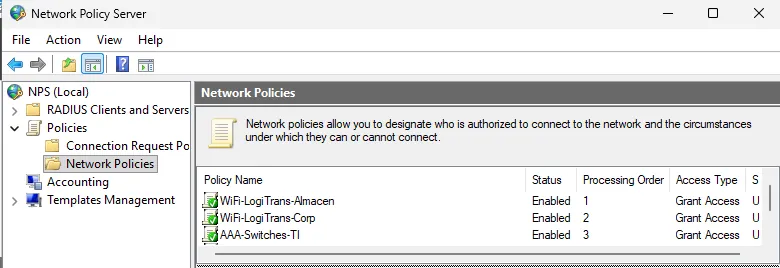 Network Policy Server
File Action View Help
NPS (Local)
RADIUS Clients and Servers
Policies
Connection Request Po
Network Policies
Accounting
Templates Management
Network Policies
Network policies allow you to designate who is authorized to connect to the network and the circumstances
under which they can or cannot connect.
Policy Name Status Processing Order Access Type S
WiFi-LogiTrans-Almacen Enabled 1 Grant Access U
WiFi-LogiTrans-Corp Enabled 2 Grant Access U
AAA-Switches-TI Enabled 3 Grant Access U